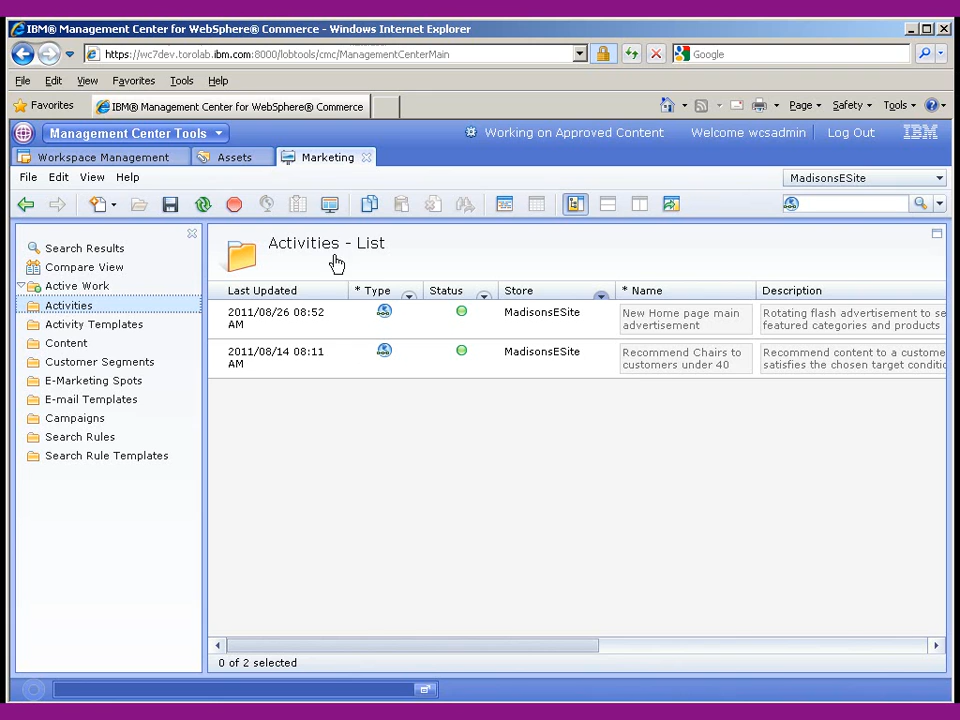 IBM® Management Center for WebSphere® Commerce - Windows Internet Explorer
https://wc7dev.torolab.ibm.com:8000/lobtools/cmc/ManagementCenterMain
Google
File Edit View Favorites Tools Help
Favorites IBM® Management Center for WebSphere® Commerce Page Safety Tools
Management Center Tools Working on Approved Content Welcome wcsadmin Log Out IBM
Workspace Management Assets Marketing
File Edit View Help MadisonsESite
Search Results
Compare View
Active Work
Activities
Activity Templates
Content
Customer Segments
E-Marketing Spots
E-mail Templates
Campaigns
Search Rules
Search Rule Templates
Activities - List
Last Updated * Type Status Store * Name Description
2011/08/26 08:52 AM MadisonsESite New Home page main advertisement Rotating flash advertisement to se featured categories and products
2011/08/14 08:11 AM MadisonsESite Recommend Chairs to customers under 40 Recommend content to a custome satisfies the chosen target conditio
0 of 2 selected